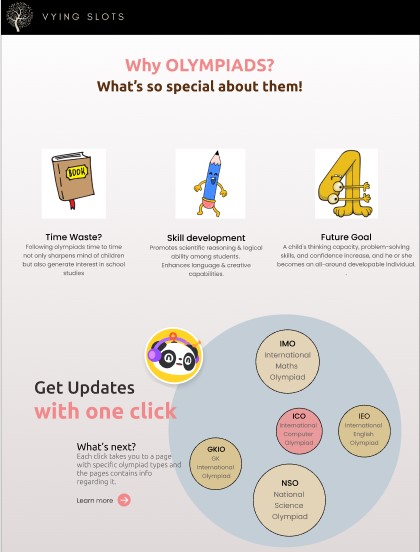 VYING SLOTS
Why OLYMPIADS?
What's so special about them!
BOOK
Time Waste?
Following olympiads time to time
not only sharpens mind of children
but also generate interest in school
studies
Skill development
Promotes scientific reasoning & logical
ability among students.
Enhances language & creative
capabilities.
Future Goal
A child's thinking capacity, problem-solving
skills, and confidence increase, and he or she
becomes an all-around developable individual.
.
IMO
International
Maths
Olympiad
Get Updates
with one click
ICO
International
Computer
Olympiad
IEO
International
English
Olympiad
What's next?
Each click takes you to a page
with specific olympiad types and
the pages contains info
regarding it.
Learn more
GKIO
GK
International
Olympiad
NSO
National
Science
Olympiad